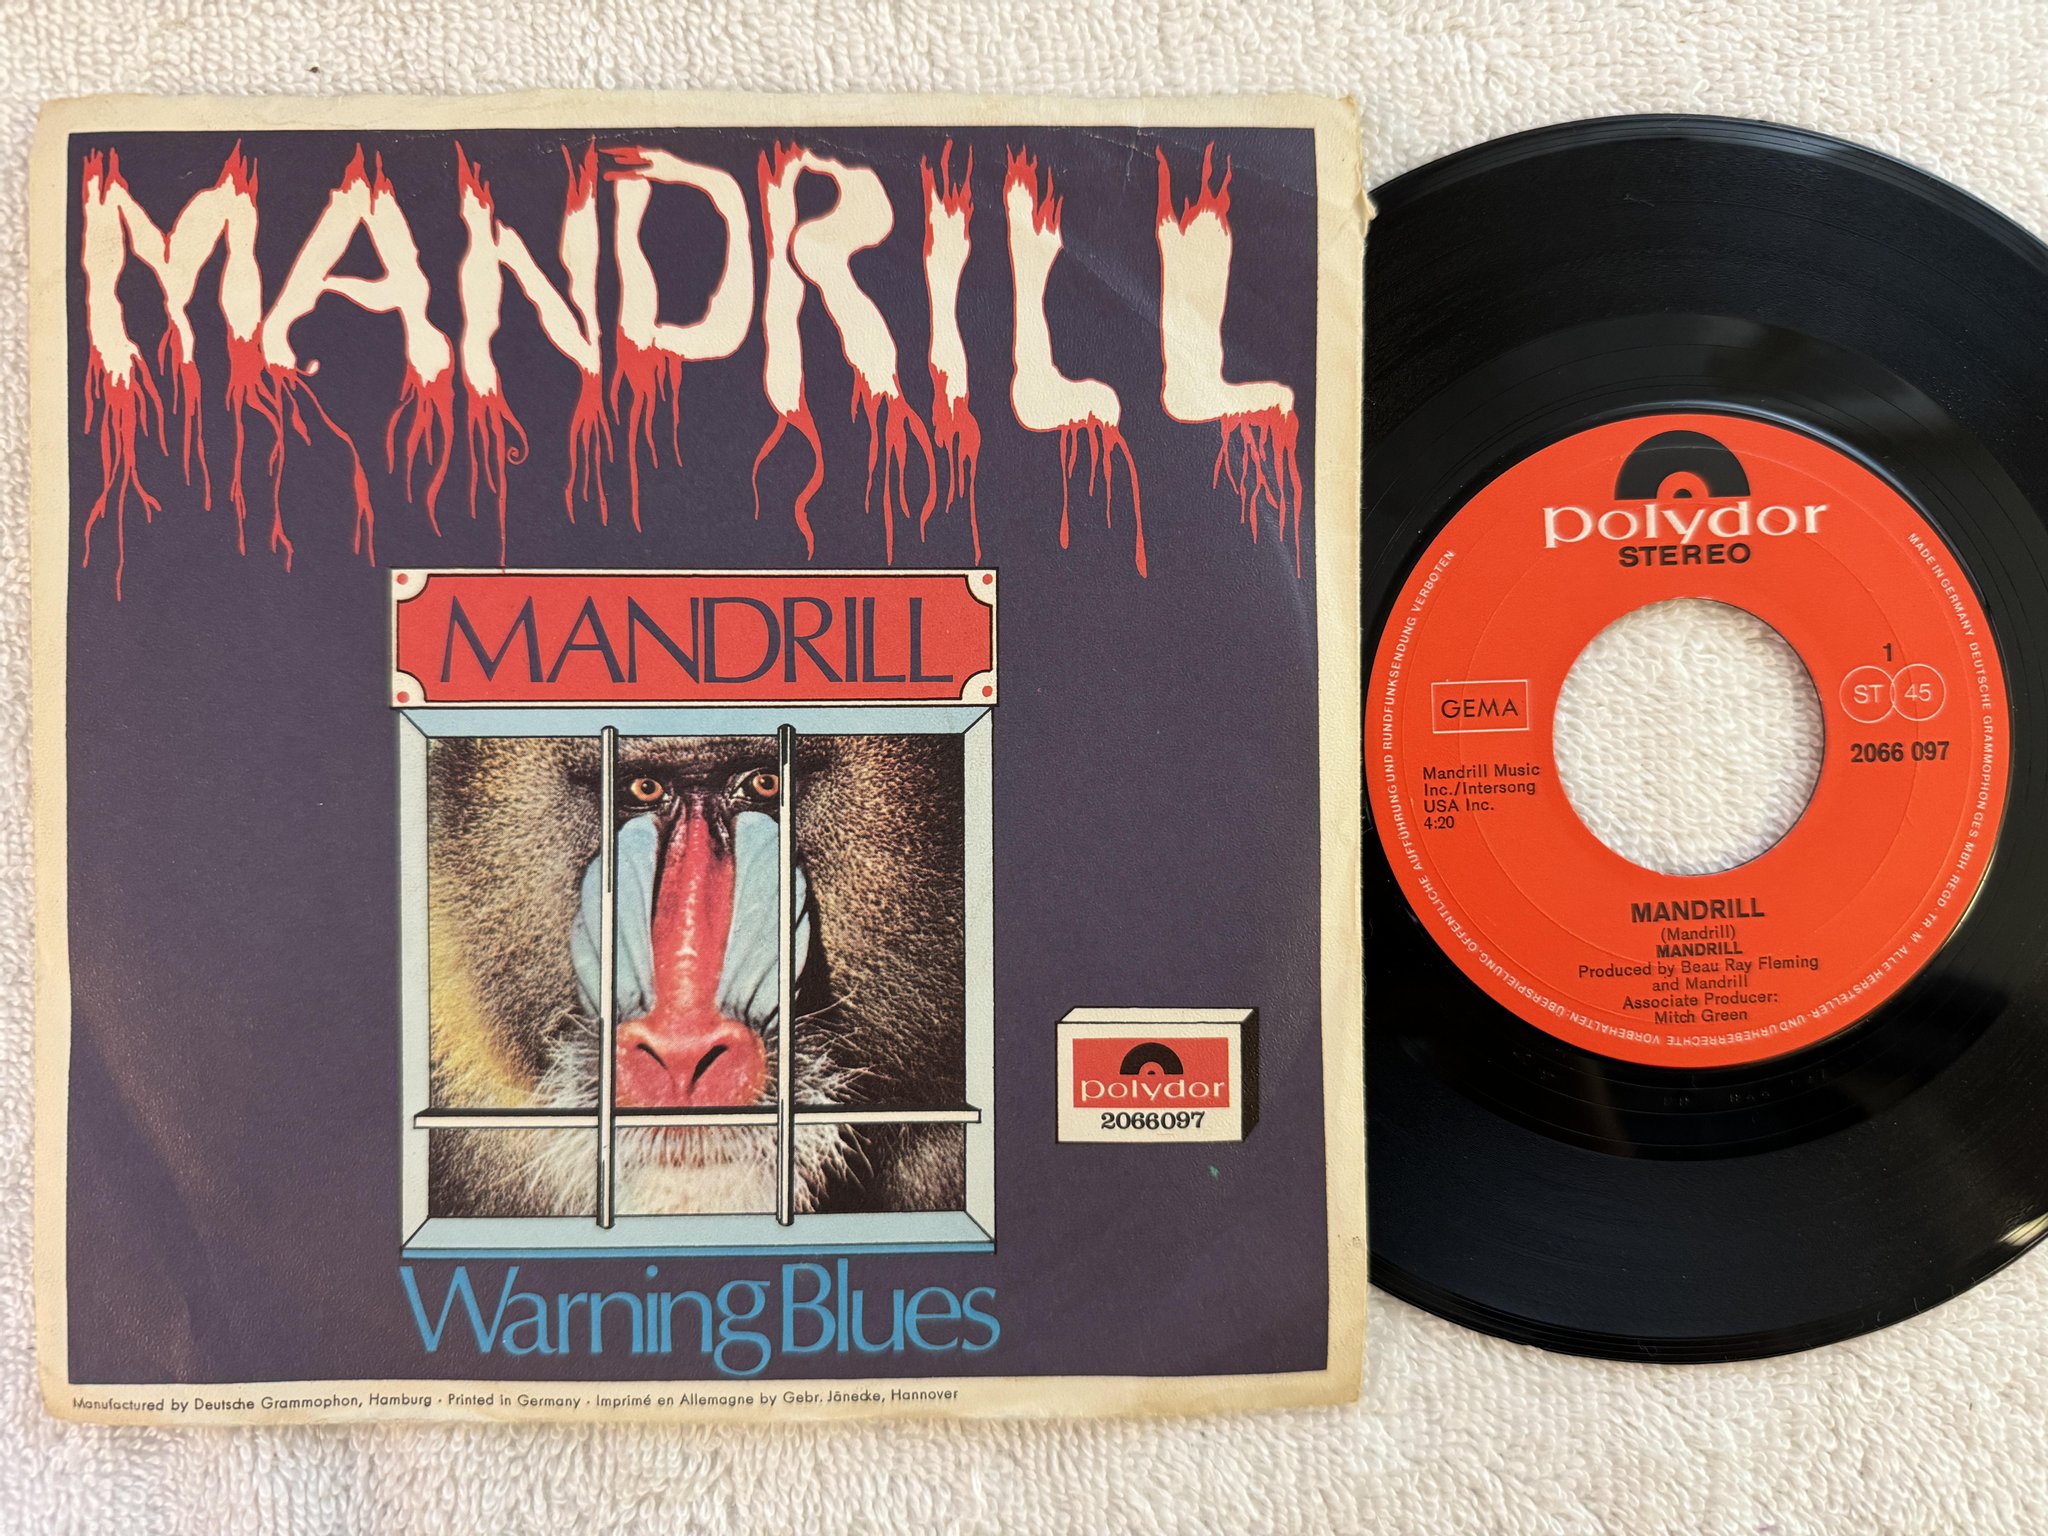 MANDRILL
MANDRILL
Warning Blues
polydor
2066097
Manufactured by Deutsche Grammophon, Hamburg · Printed in Germany · Imprimé en Allemagne by Gebr. Jänecke, Hannover
polydor
STEREO
1
ST 45
GEMA
2066 097
Mandrill Music
Inc./Intersong
USA Inc.
4:20
MANDRILL
(Mandrill)
MANDRILL
Produced by Beau Ray Fleming
and Mandrill
Associate Producer:
Mitch Green
MADE IN GERMANY DEUTSCHE GRAMMOPHON GES. MBH · REGD · TR · M · ALLE HERSTELLER- UND URHEBERRECHTE VORBEHALTEN · ÜBERSPIELUNG, ÖFFENTLICHE AUFFÜHRUNG UND RUNDFUNKSENDUNG VERBOTEN